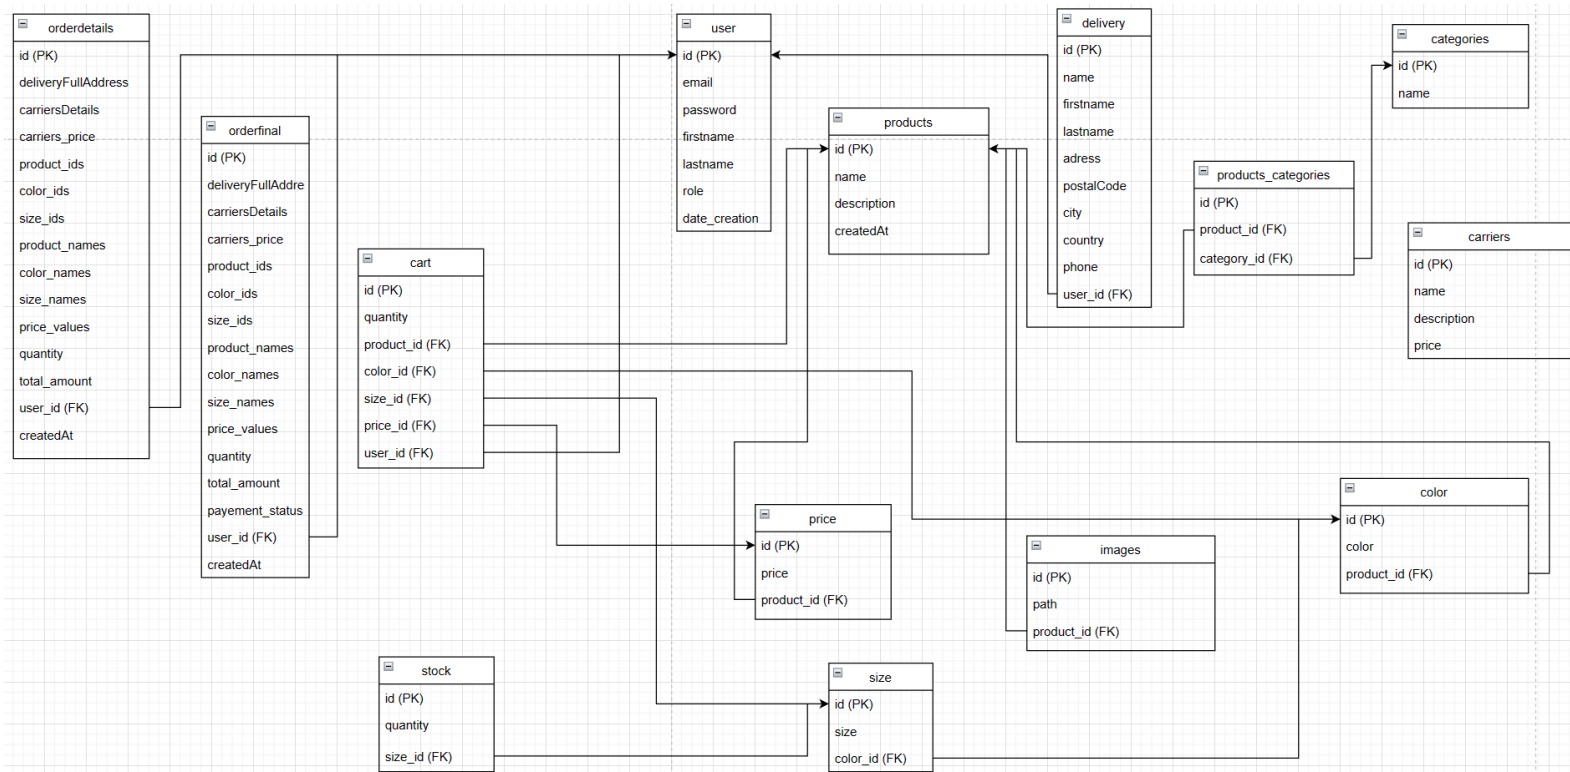 orderdetails
id (PK)
deliveryFullAddress
carriersDetails
carriers_price
product_ids
color_ids
size_ids
product_names
color_names
size_names
price_values
quantity
total_amount
user_id (FK)
createdAt
orderfinal
id (PK)
deliveryFullAddre
carriersDetails
carriers_price
product_ids
color_ids
size_ids
product_names
color_names
size_names
price_values
quantity
total_amount
payement_status
user_id (FK)
createdAt
cart
id (PK)
quantity
product_id (FK)
color_id (FK)
size_id (FK)
price_id (FK)
user_id (FK)
user
id (PK)
email
password
firstname
lastname
role
date_creation
products
id (PK)
name
description
createdAt
delivery
id (PK)
name
firstname
lastname
adress
postalCode
city
country
phone
user_id (FK)
categories
id (PK)
name
products_categories
id (PK)
product_id (FK)
category_id (FK)
carriers
id (PK)
name
description
price
price
id (PK)
price
product_id (FK)
images
id (PK)
path
product_id (FK)
color
id (PK)
color
product_id (FK)
stock
id (PK)
quantity
size_id (FK)
size
id (PK)
size
color_id (FK)